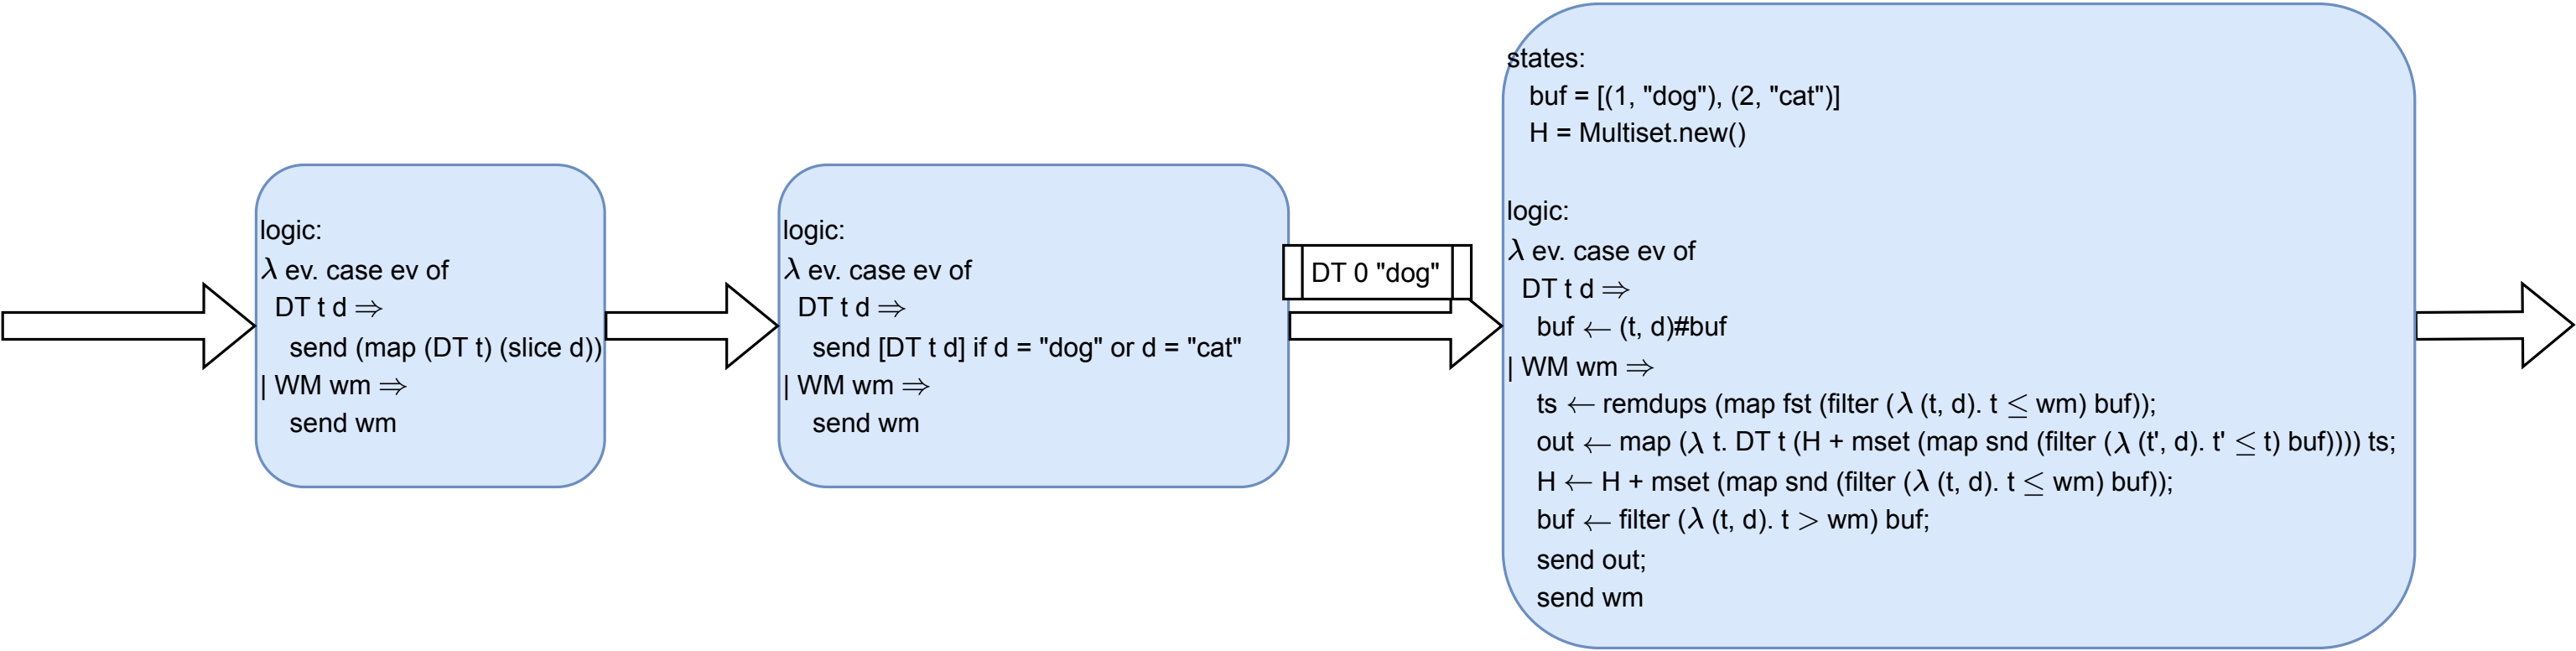 logic:
λ ev. case ev of
DT t d ⇒
send (map (DT t) (slice d))
| WM wm ⇒
send wm
logic:
λ ev. case ev of
DT t d ⇒
send [DT t d] if d = "dog" or d = "cat"
| WM wm ⇒
send wm
DT 0 "dog"
states:
buf = [(1, "dog"), (2, "cat")]
H = Multiset.new()
logic:
λ ev. case ev of
DT t d ⇒
buf ← (t, d)#buf
| WM wm ⇒
ts ← remdups (map fst (filter (λ (t, d). t ≤ wm) buf));
out ← map (λ t. DT t (H + mset (map snd (filter (λ (t', d). t' ≤ t) buf)))) ts;
H ← H + mset (map snd (filter (λ (t, d). t ≤ wm) buf));
buf ← filter (λ (t, d). t > wm) buf;
send out;
send wm